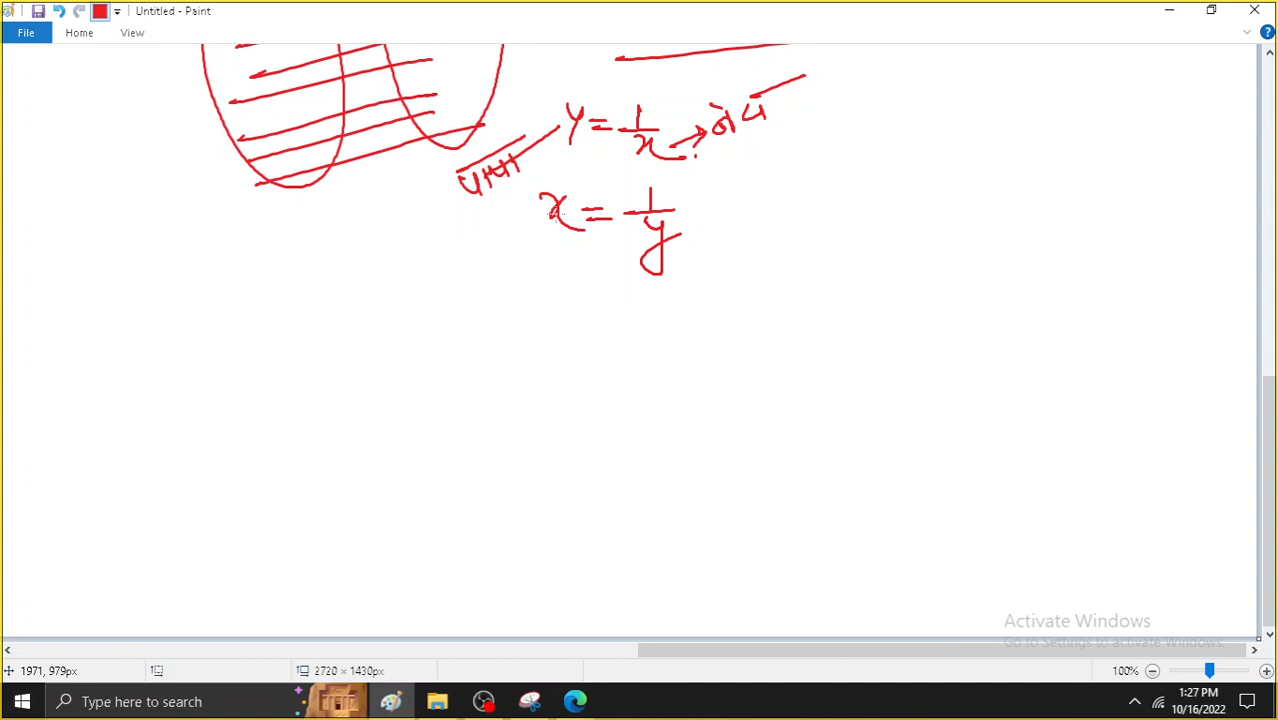 Untitled - Paint
File Home View
y = 1/x
x = 1/y
Activate Windows
Go to Settings to activate Windows.
1971, 979px
2720 × 1430px
100%
Type here to search
1:27 PM
10/16/2022